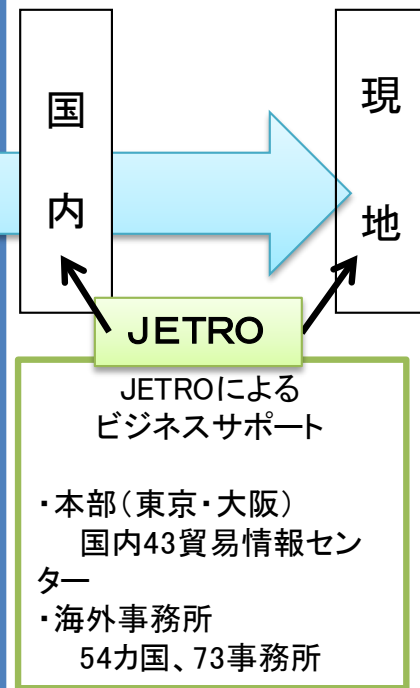 国内
現地
JETRO
JETROによる
ビジネスサポート
・本部(東京・大阪)
国内43貿易情報セン
ター
・海外事務所
54カ国、73事務所